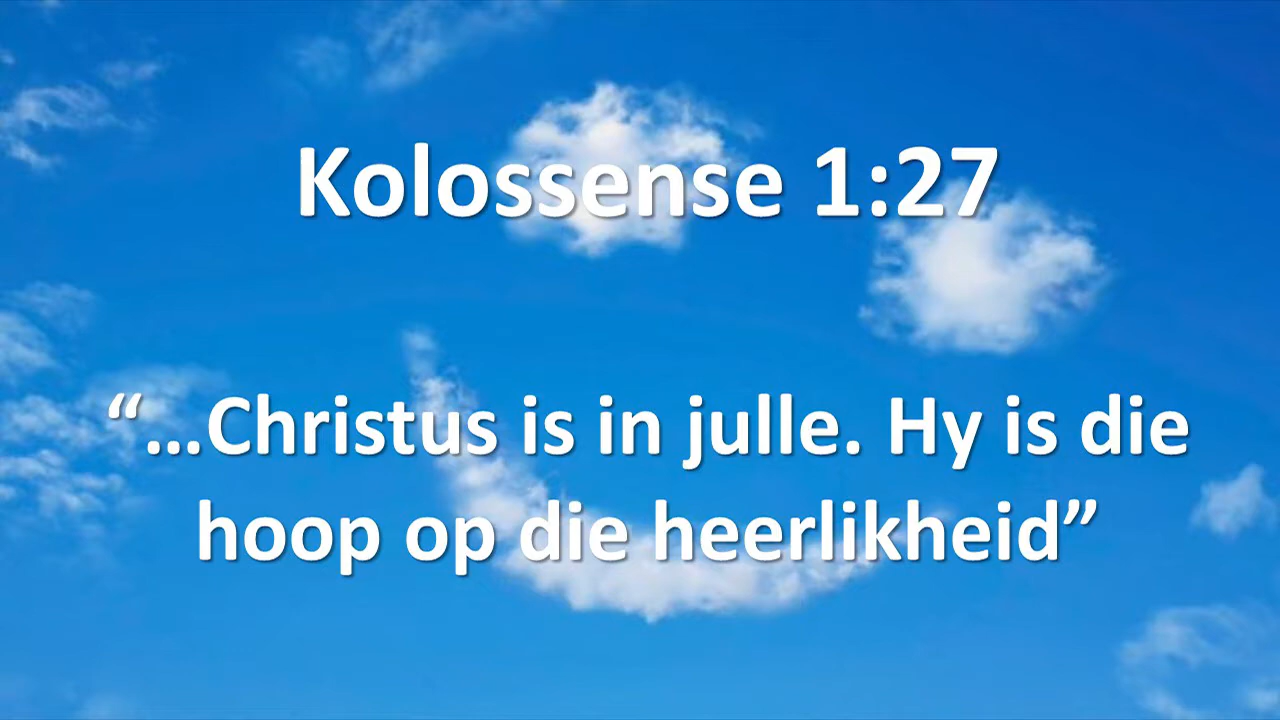 Kolossense 1:27
“...Christus is in julle. Hy is die
hoop op die heerlikheid”